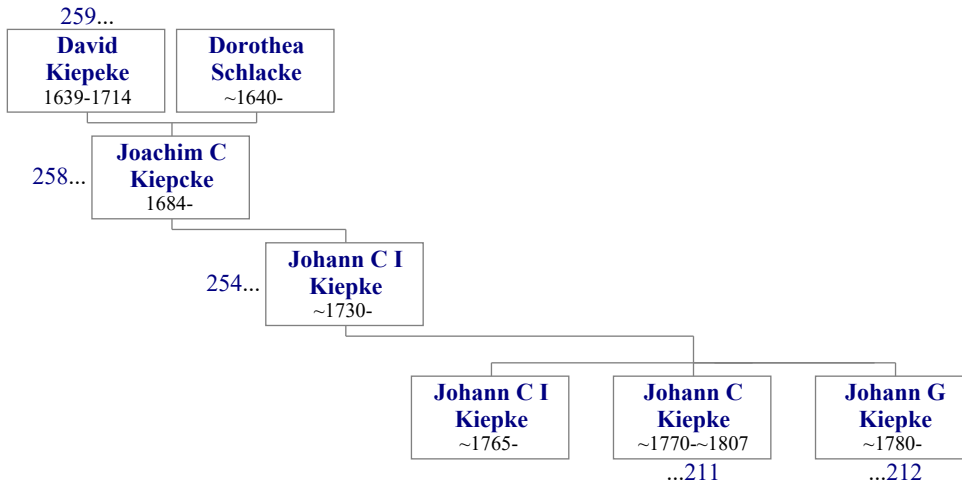 259...
David
Kiepeke
1639-1714
Dorothea
Schlacke
~1640-
258...
Joachim C
Kiepcke
1684-
254...
Johann C I
Kiepke
~1730-
Johann C I
Kiepke
~1765-
Johann C
Kiepke
~1770-~1807
...211
Johann G
Kiepke
~1780-
...212